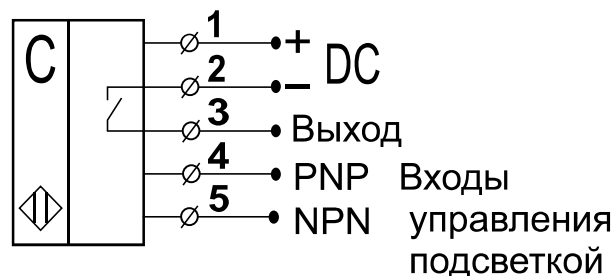 C
1 + DC
2 –
3 Выход
4 PNP Входы
5 NPN управления
подсветкой